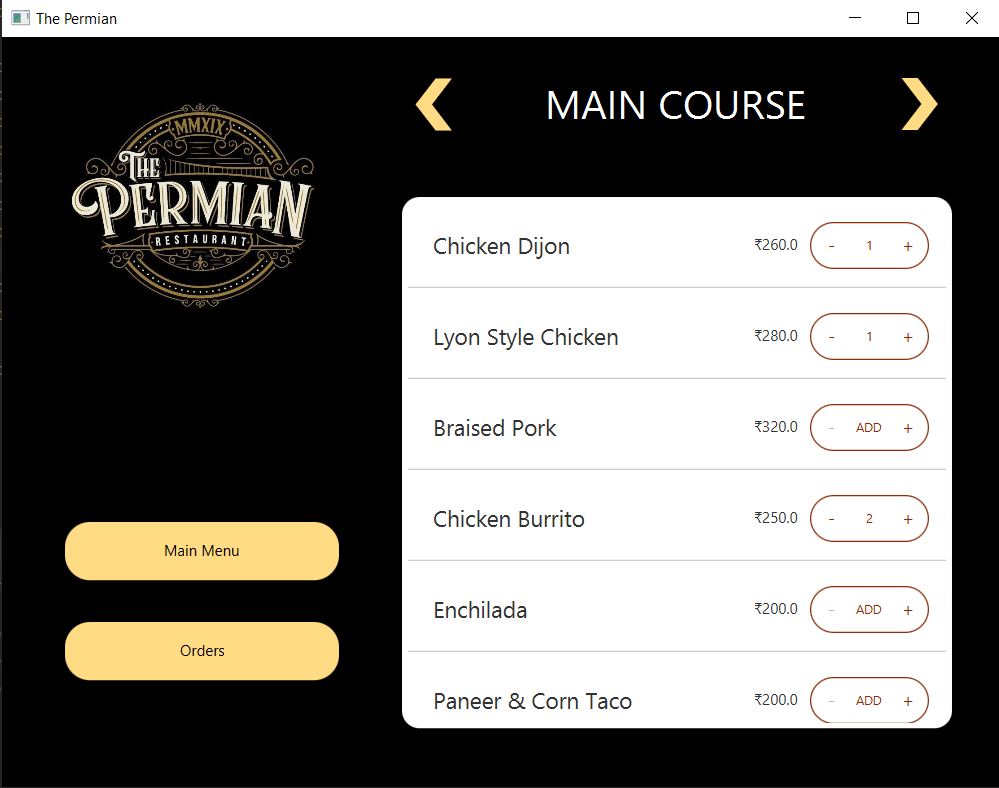 The Permian
MMXIX
THE
PERMIAN
RESTAURANT
Main Menu
Orders
MAIN COURSE
Chicken Dijon ₹260.0 - 1 +
Lyon Style Chicken ₹280.0 - 1 +
Braised Pork ₹320.0 - ADD +
Chicken Burrito ₹250.0 - 2 +
Enchilada ₹200.0 - ADD +
Paneer & Corn Taco ₹200.0 - ADD +